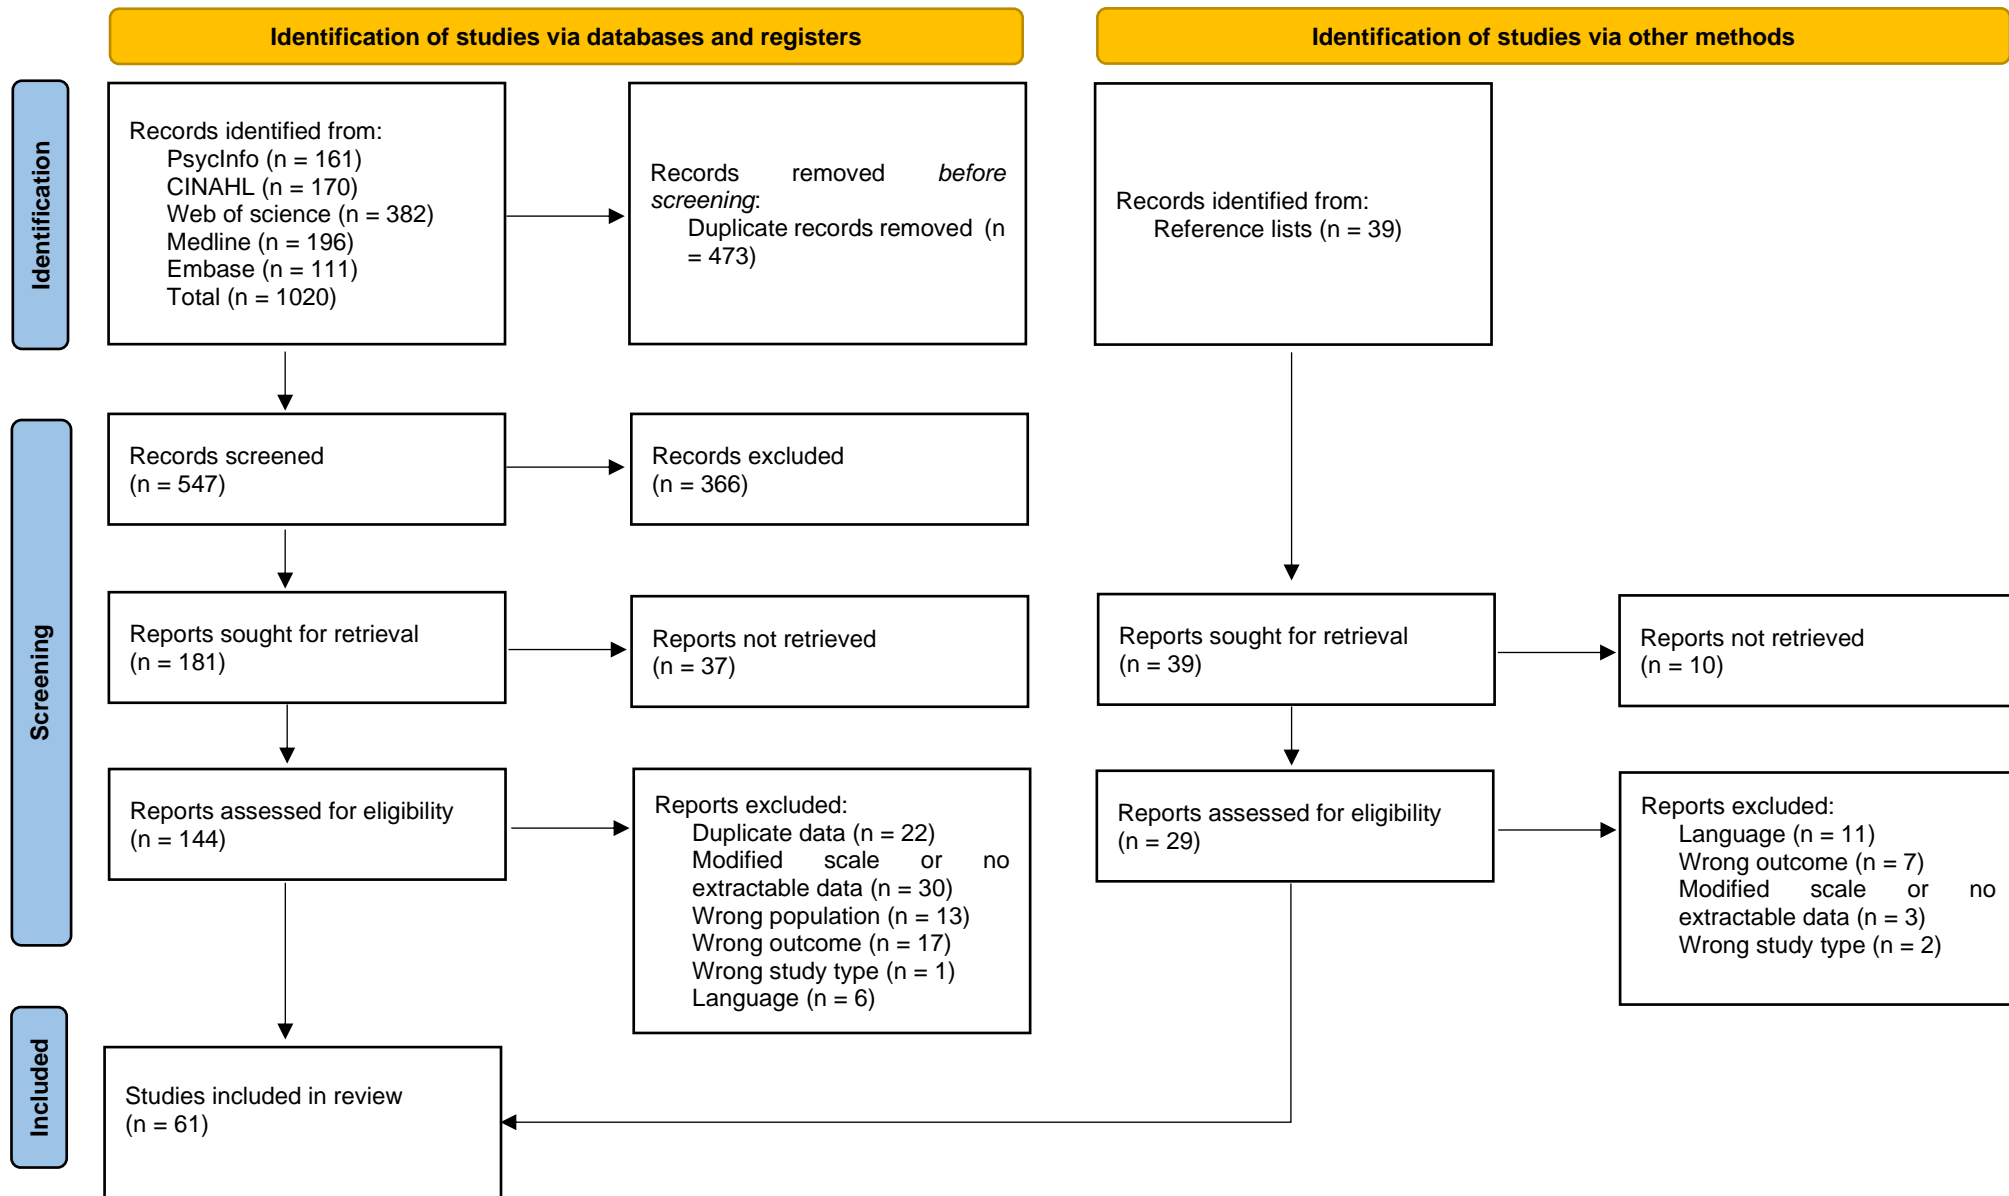 Identification of studies via databases and registers
Identification of studies via other methods
Identification
Records identified from:
PsycInfo (n = 161)
CINAHL (n = 170)
Web of science (n = 382)
Medline (n = 196)
Embase (n = 111)
Total (n = 1020)
Records removed before
screening:
Duplicate records removed (n
= 473)
Records identified from:
Reference lists (n = 39)
Screening
Records screened
(n = 547)
Records excluded
(n = 366)
Reports sought for retrieval
(n = 181)
Reports not retrieved
(n = 37)
Reports sought for retrieval
(n = 39)
Reports not retrieved
(n = 10)
Reports assessed for eligibility
(n = 144)
Reports excluded:
Duplicate data (n = 22)
Modified scale or no
extractable data (n = 30)
Wrong population (n = 13)
Wrong outcome (n = 17)
Wrong study type (n = 1)
Language (n = 6)
Reports assessed for eligibility
(n = 29)
Reports excluded:
Language (n = 11)
Wrong outcome (n = 7)
Modified scale or no
extractable data (n = 3)
Wrong study type (n = 2)
Included
Studies included in review
(n = 61)